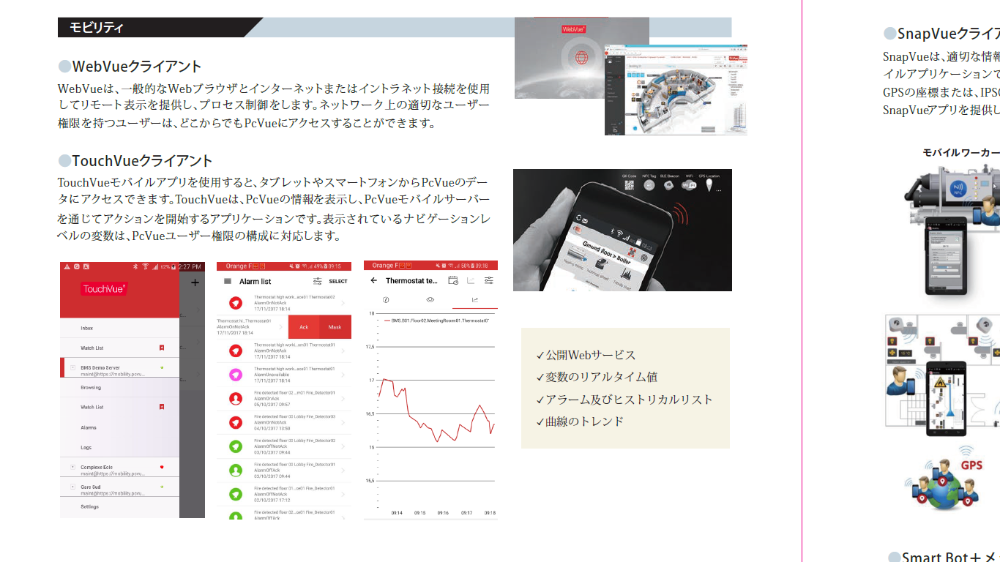 モビリティ
●WebVueクライアント
WebVueは、一般的なWebブラウザとインターネットまたはイントラネット接続を使用
してリモート表示を提供し、プロセス制御をします。ネットワーク上の適切なユーザー
権限を持つユーザーは、どこからでもPcVueにアクセスすることができます。
WebVue
●TouchVueクライアント
TouchVueモバイルアプリを使用すると、タブレットやスマートフォンからPcVueのデー
タにアクセスできます。TouchVueは、PcVueの情報を表示し、PcVueモバイルサーバー
を通じてアクションを開始するアプリケーションです。表示されているナビゲーションレ
ベルの変数は、PcVueユーザー権限の構成に対応します。
QR Code NFC Tag BLE Beacon WiFi GPS Location
...
Ground floor > Boiler
Technical sheet
Trends chart
62% 2:27 PM
TouchVue
Inbox
Watch List
BMS Demo Server
maint@https://mobility.pcvu...
Browsing
Watch List
Alarms
Logs
Complexe Eole
maint@https://mobility.pcvu...
Gare Sud
maint@https://mobility.pcvu...
Settings
Orange F 49% 09:15
Alarm list SELECT
Thermostat high work...ace01 Thermostat02
AlarmOnNotAck
17/11/2017 18:14
Thermostat hi...Thermostat01
AlarmOnNotAck
17/11/2017 18:14
Ack Mask
Thermostat high worki...om01 Thermostat01
AlarmOnNotAck
17/11/2017 18:14
Thermostat high work...ace01 Thermostat01
AlarmUnavailable
17/11/2017 18:14
Fire detected floor 02 ...m01 Fire_Detector01
AlarmOnAck
05/10/2017 09:57
Fire detected floor 00 Lobby Fire_Detector03
AlarmOnNotAck
04/10/2017 13:50
Fire detected floor 00 Lobby Fire_Detector02
AlarmOffNotAck
03/10/2017 09:44
Fire detected floor 00 Lobby Fire_Detector01
AlarmOffAck
03/10/2017 09:44
Fire detected floor 01 ...ce01 Fire_Detector01
AlarmOffNotAck
02/10/2017 17:12
Fire detected floor 02...ce01 Fire_Detector01
AlarmOffAck
Orange F 50% 09:18
Thermostat te...
18
BMS.B01.Floor02.MeetingRoom01.Thermostat0"
17,5
17
16,5
16
15,5
09:14 09:15 09:16 09:17 09:18
✓公開Webサービス
✓変数のリアルタイム値
✓アラーム及びヒストリカルリスト
✓曲線のトレンド
●SnapVueクライア
SnapVueは、適切な情報
イルアプリケーションで
GPSの座標または、IPSC
SnapVueアプリを提供し
モバイルワーカー
NFC
GPS
●Smart Bot＋メ